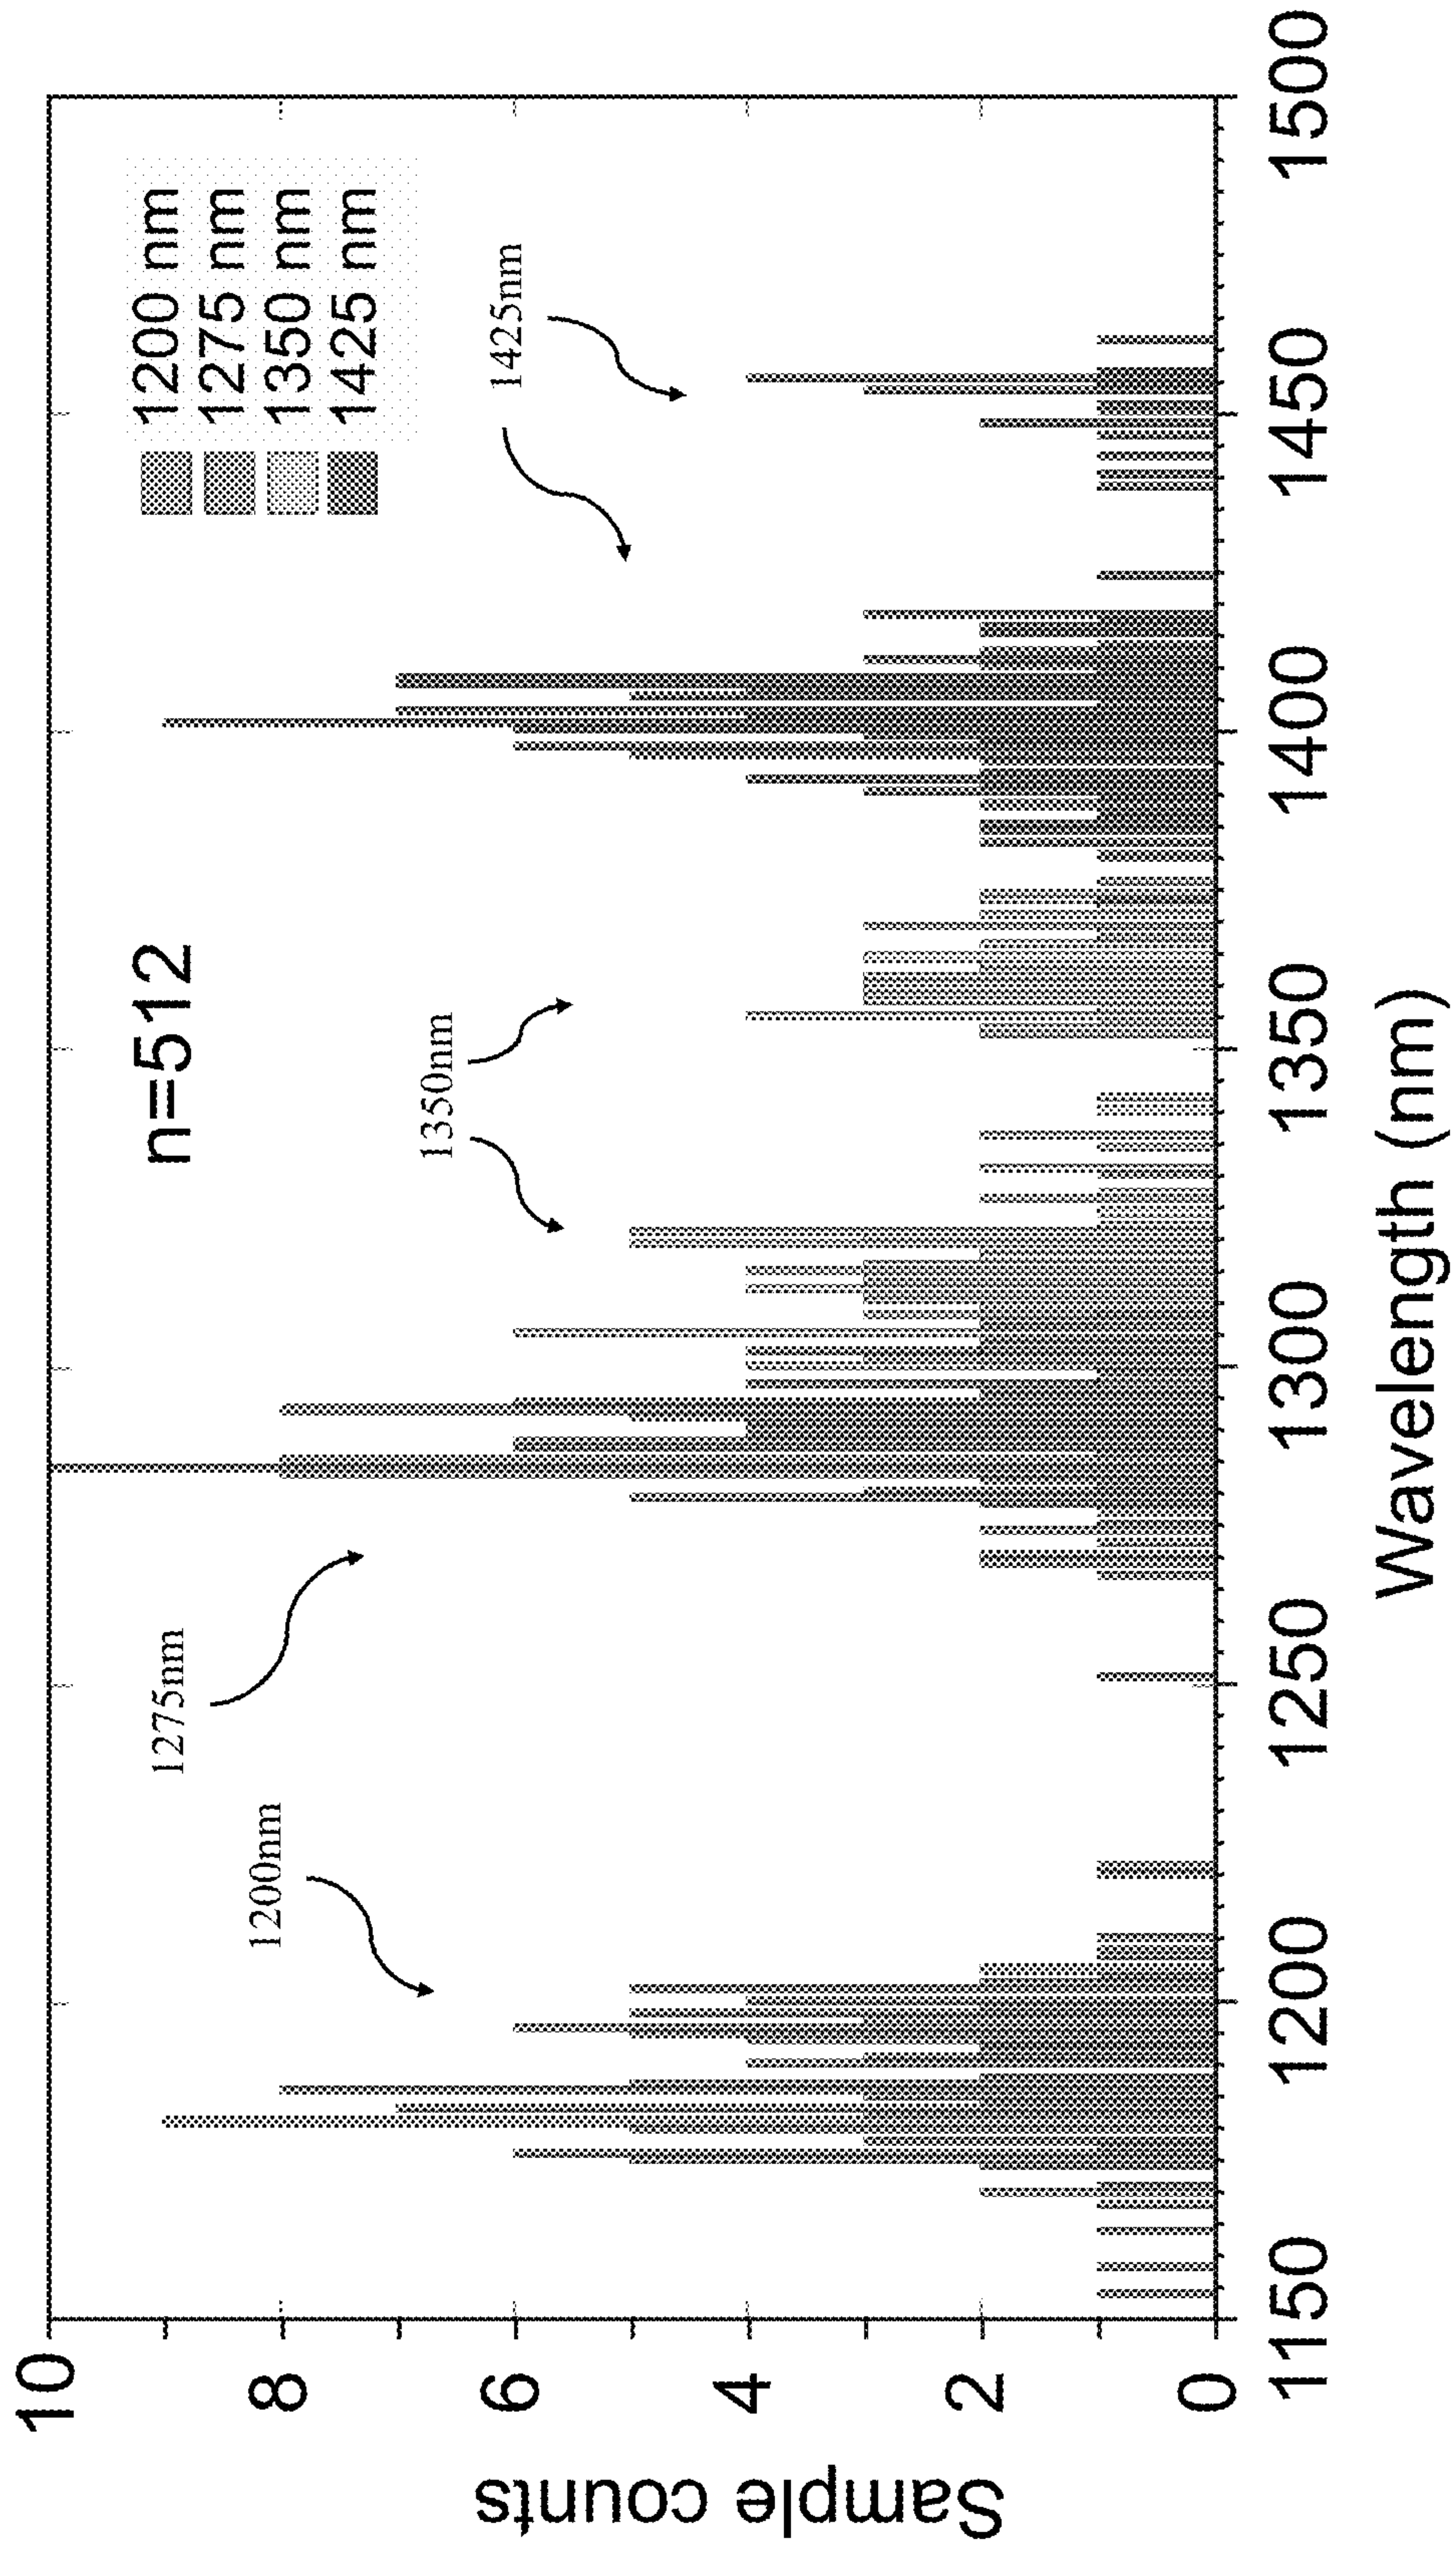 n=512
1200 nm
1275 nm
1350 nm
1425 nm
1275nm
1200nm
1350nm
1425nm
10
8
6
4
2
0
Sample counts
1150
1200
1250
1300
1350
1400
1450
1500
Wavelength (nm)